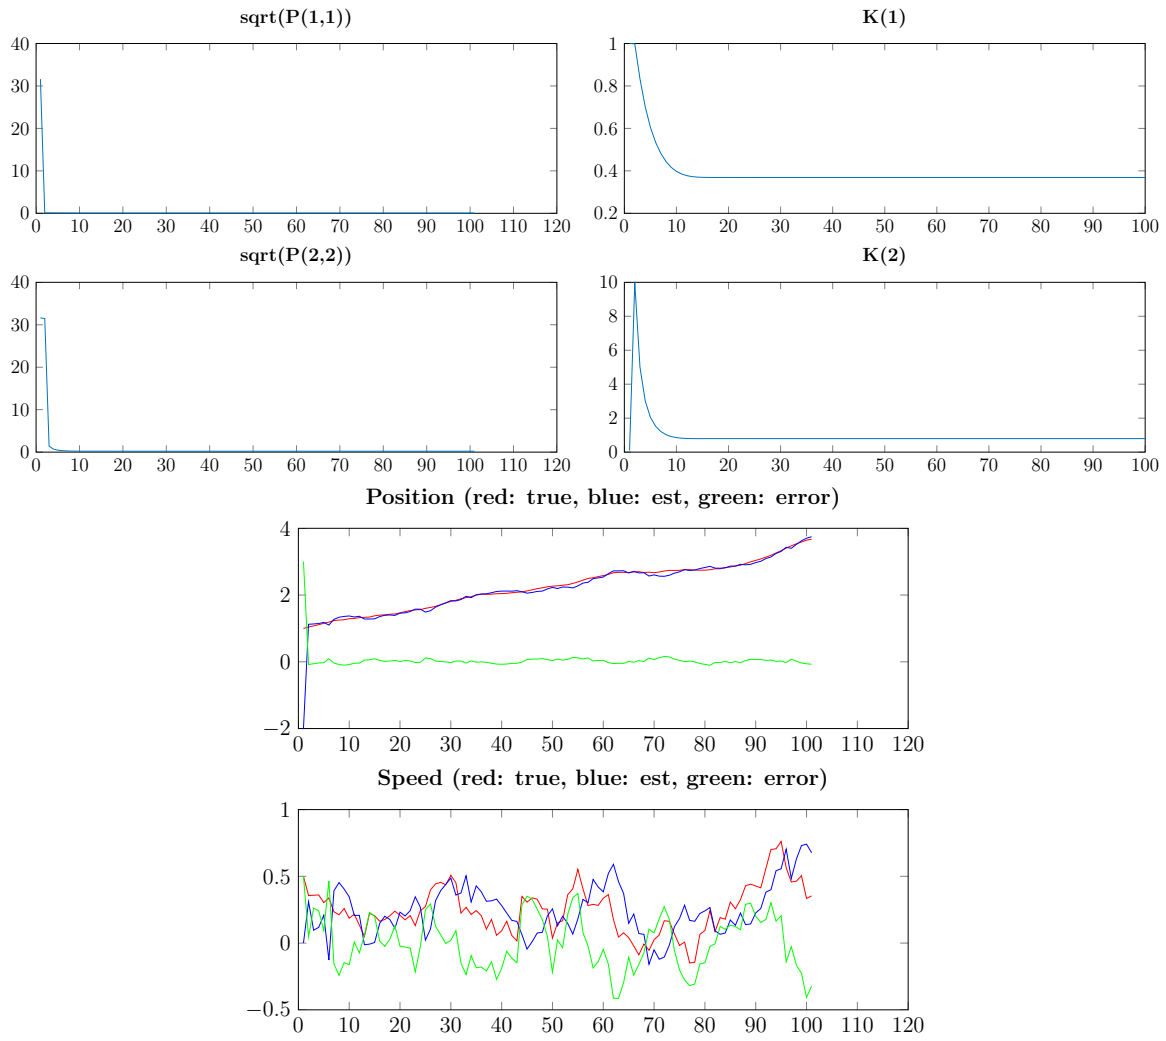 sqrt(P(1,1))
40
30
20
10
0
0 10 20 30 40 50 60 70 80 90 100 110 120
K(1)
1
0.8
0.6
0.4
0.2
0 10 20 30 40 50 60 70 80 90 100
sqrt(P(2,2))
40
30
20
10
0
0 10 20 30 40 50 60 70 80 90 100 110 120
K(2)
10
8
6
4
2
0
0 10 20 30 40 50 60 70 80 90 100
Position (red: true, blue: est, green: error)
4
2
0
−2
0 10 20 30 40 50 60 70 80 90 100 110 120
Speed (red: true, blue: est, green: error)
1
0.5
0
−0.5
0 10 20 30 40 50 60 70 80 90 100 110 120